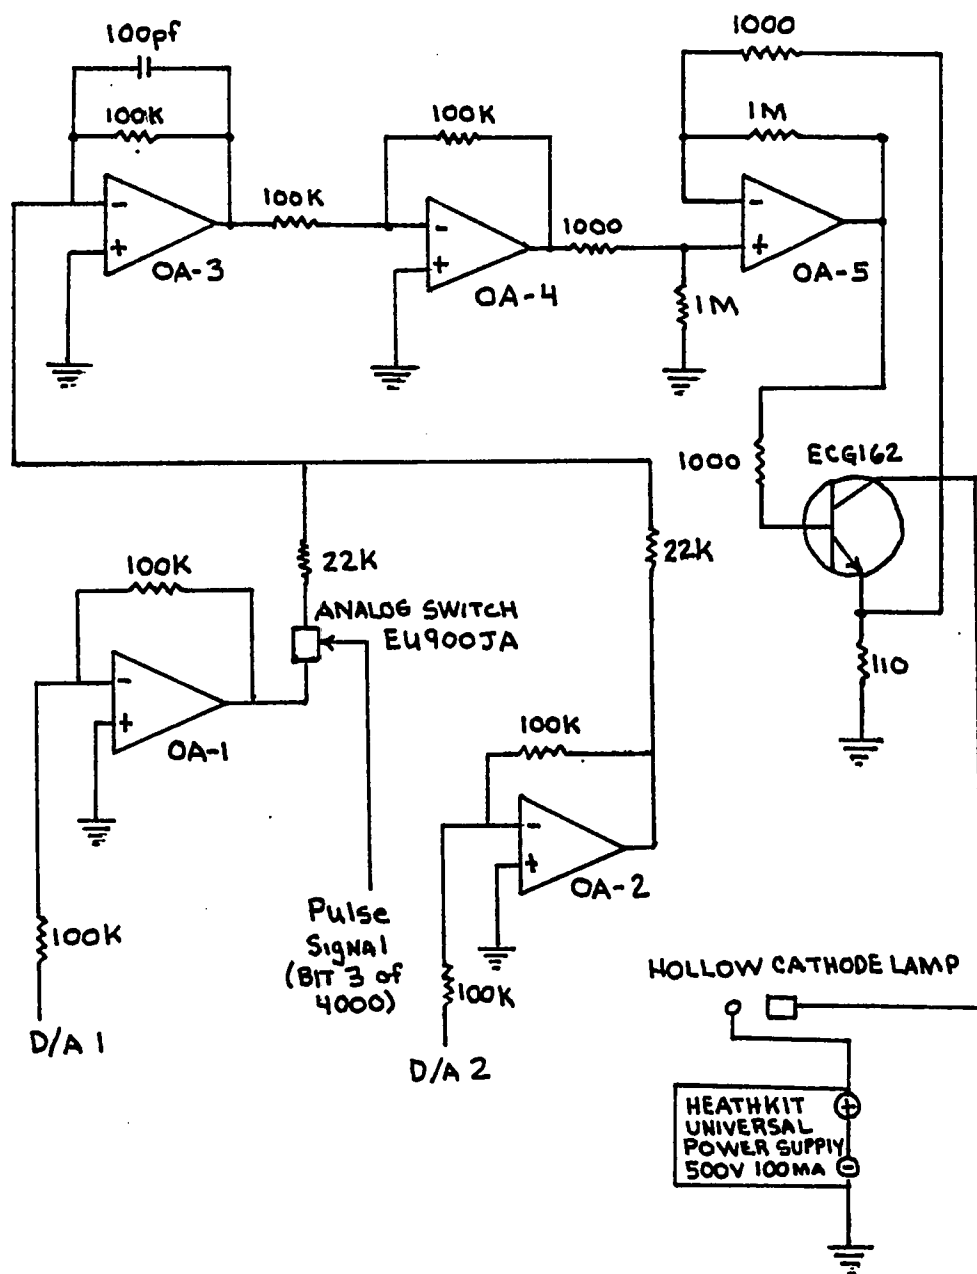 100pf
100K
-
+
OA-3
100K
100K
-
+
OA-4
1000
1M
1000
1M
-
+
OA-5
1000
ECG162
110
22K
22K
ANALOG SWITCH
EU900JA
100K
-
+
OA-1
100K
D/A 1
Pulse
SIGNAl
(BIT 3 of
4000)
100K
-
+
OA-2
100K
D/A 2
HOLLOW CATHODE LAMP
HEATHKIT
UNIVERSAL
POWER SUPPLY
500V 100MA
+
-